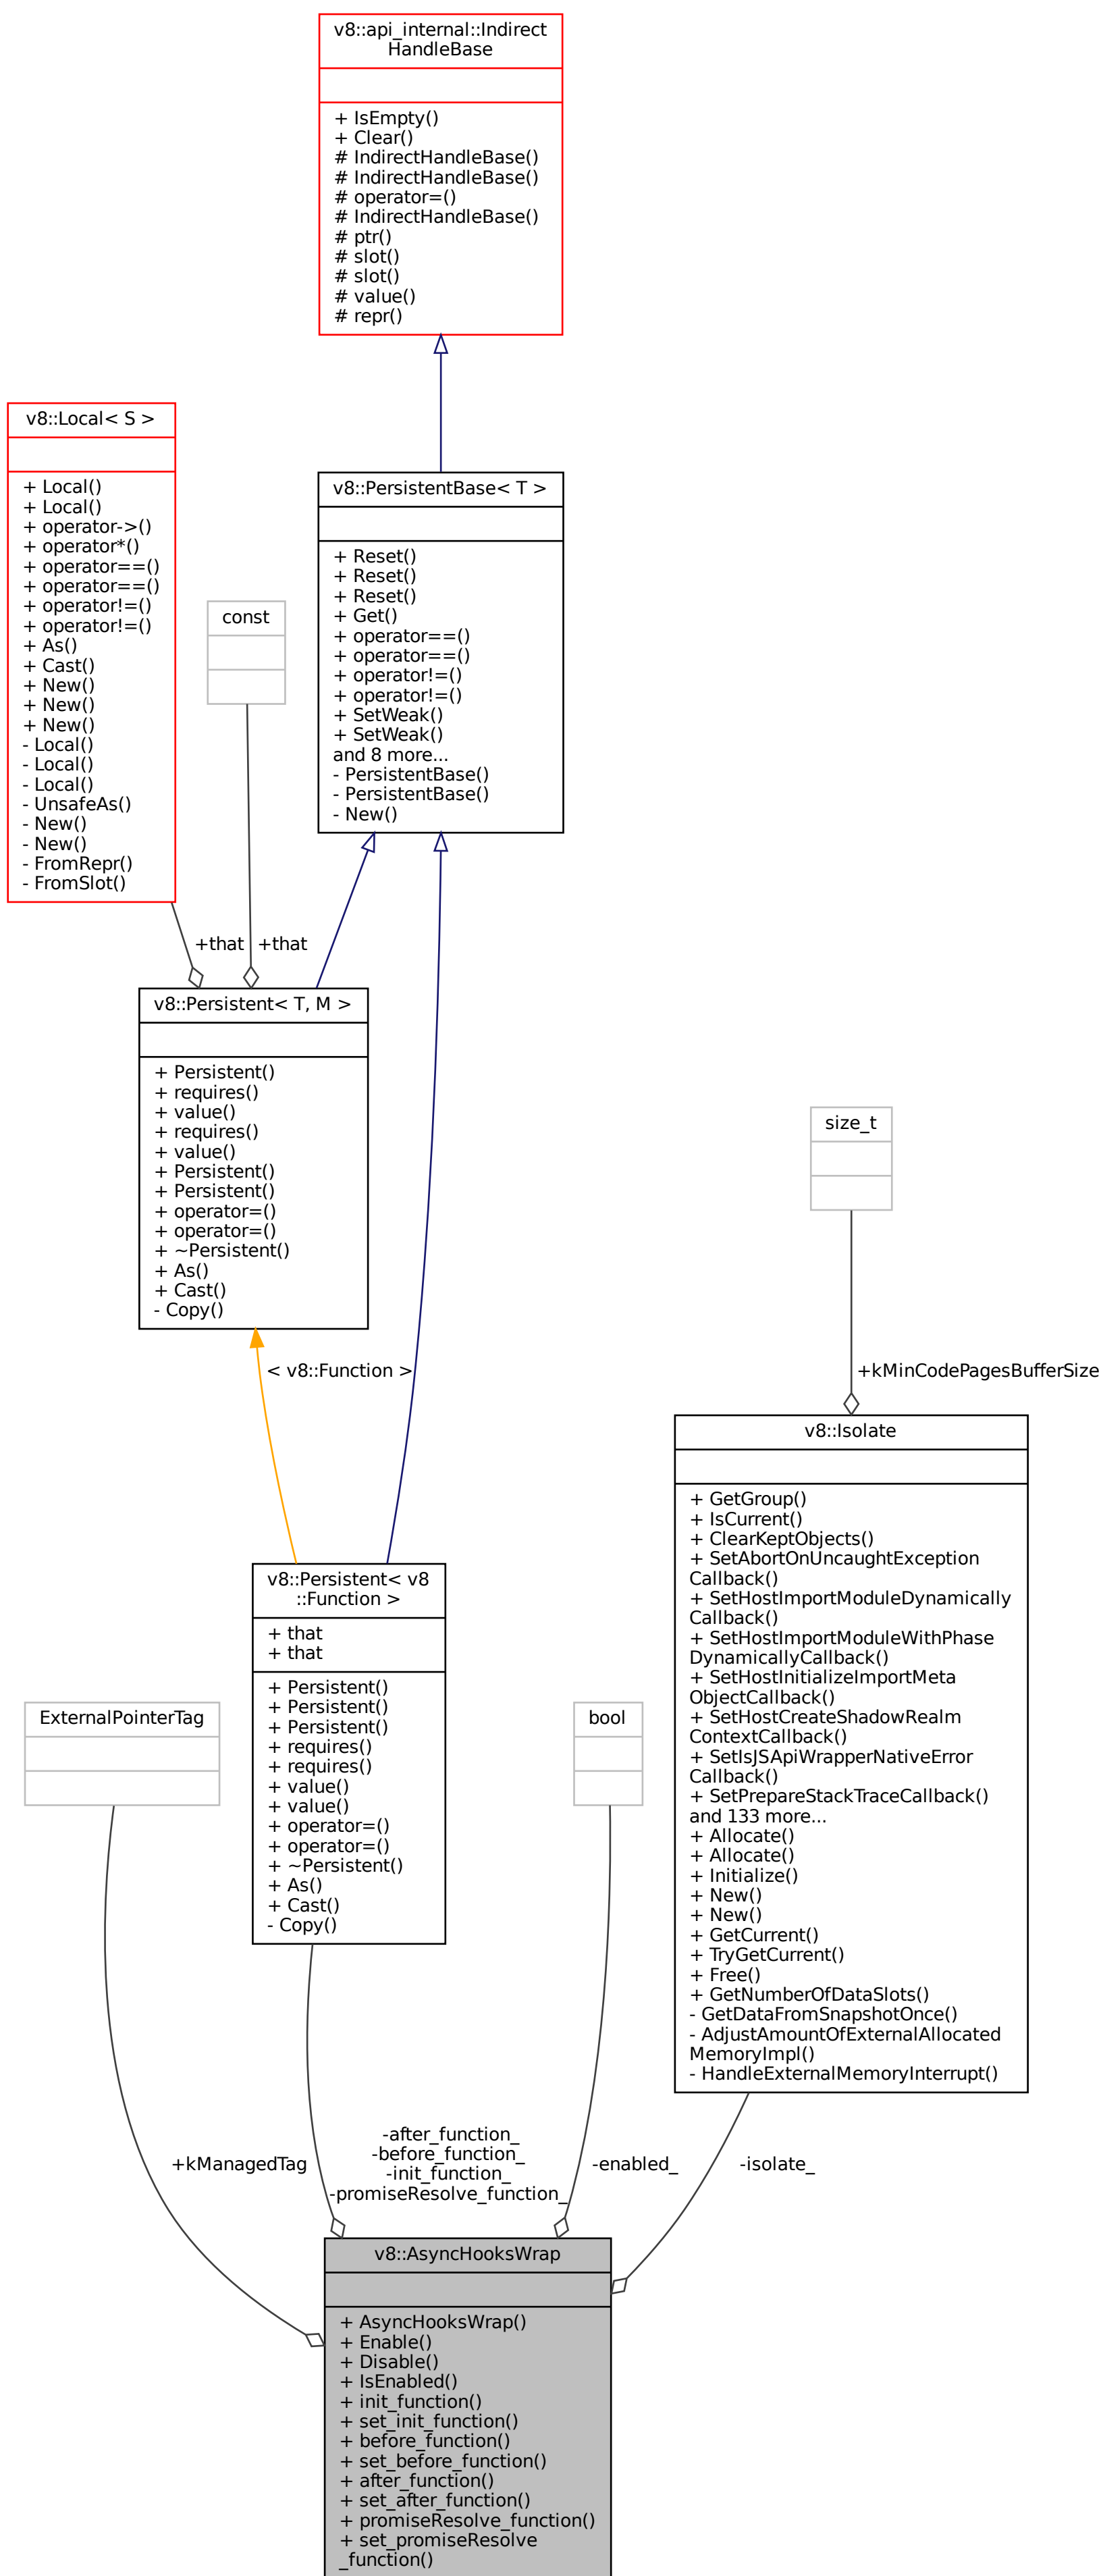 v8::api_internal::Indirect
HandleBase
+ IsEmpty()
+ Clear()
# IndirectHandleBase()
# IndirectHandleBase()
# operator=()
# IndirectHandleBase()
# ptr()
# slot()
# slot()
# value()
# repr()
v8::Local< S >
+ Local()
+ Local()
+ operator->()
+ operator*()
+ operator==()
+ operator==()
+ operator!=()
+ operator!=()
+ As()
+ Cast()
+ New()
+ New()
+ New()
- Local()
- Local()
- Local()
- UnsafeAs()
- New()
- New()
- FromRepr()
- FromSlot()
const
v8::PersistentBase< T >
+ Reset()
+ Reset()
+ Reset()
+ Get()
+ operator==()
+ operator==()
+ operator!=()
+ operator!=()
+ SetWeak()
+ SetWeak()
and 8 more...
- PersistentBase()
- PersistentBase()
- New()
+that
+that
v8::Persistent< T, M >
+ Persistent()
+ requires()
+ value()
+ requires()
+ value()
+ Persistent()
+ Persistent()
+ operator=()
+ operator=()
+ ~Persistent()
+ As()
+ Cast()
- Copy()
size_t
< v8::Function >
+kMinCodePagesBufferSize
v8::Isolate
+ GetGroup()
+ IsCurrent()
+ ClearKeptObjects()
+ SetAbortOnUncaughtException
Callback()
+ SetHostImportModuleDynamically
Callback()
+ SetHostImportModuleWithPhase
DynamicallyCallback()
+ SetHostInitializeImportMeta
ObjectCallback()
+ SetHostCreateShadowRealm
ContextCallback()
+ SetIsJSApiWrapperNativeError
Callback()
+ SetPrepareStackTraceCallback()
and 133 more...
+ Allocate()
+ Allocate()
+ Initialize()
+ New()
+ New()
+ GetCurrent()
+ TryGetCurrent()
+ Free()
+ GetNumberOfDataSlots()
- GetDataFromSnapshotOnce()
- AdjustAmountOfExternalAllocated
MemoryImpl()
- HandleExternalMemoryInterrupt()
v8::Persistent< v8
::Function >
+ that
+ that
+ Persistent()
+ Persistent()
+ Persistent()
+ requires()
+ requires()
+ value()
+ value()
+ operator=()
+ operator=()
+ ~Persistent()
+ As()
+ Cast()
- Copy()
ExternalPointerTag
bool
+kManagedTag
-after_function_
-before_function_
-init_function_
-promiseResolve_function_
-enabled_
-isolate_
v8::AsyncHooksWrap
+ AsyncHooksWrap()
+ Enable()
+ Disable()
+ IsEnabled()
+ init_function()
+ set_init_function()
+ before_function()
+ set_before_function()
+ after_function()
+ set_after_function()
+ promiseResolve_function()
+ set_promiseResolve
_function()